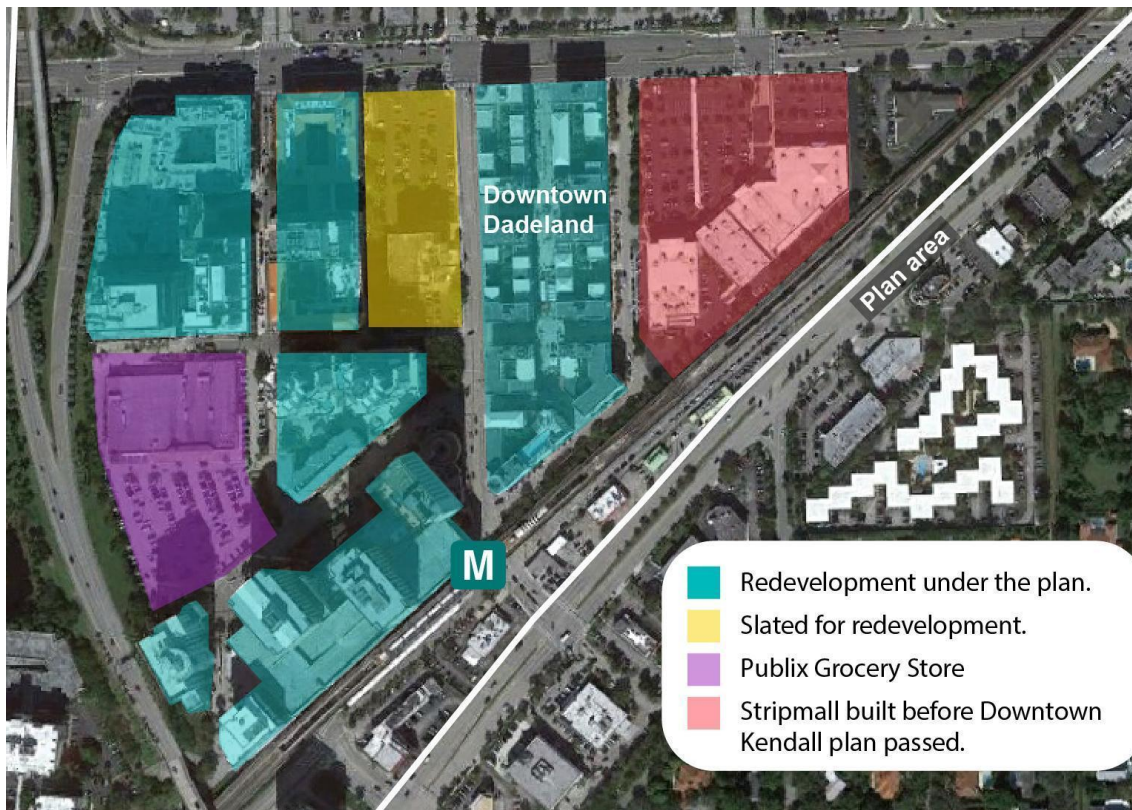 Downtown
Dadeland
Plan area
M
Redevelopment under the plan.
Slated for redevelopment.
Publix Grocery Store
Stripmall built before Downtown
Kendall plan passed.